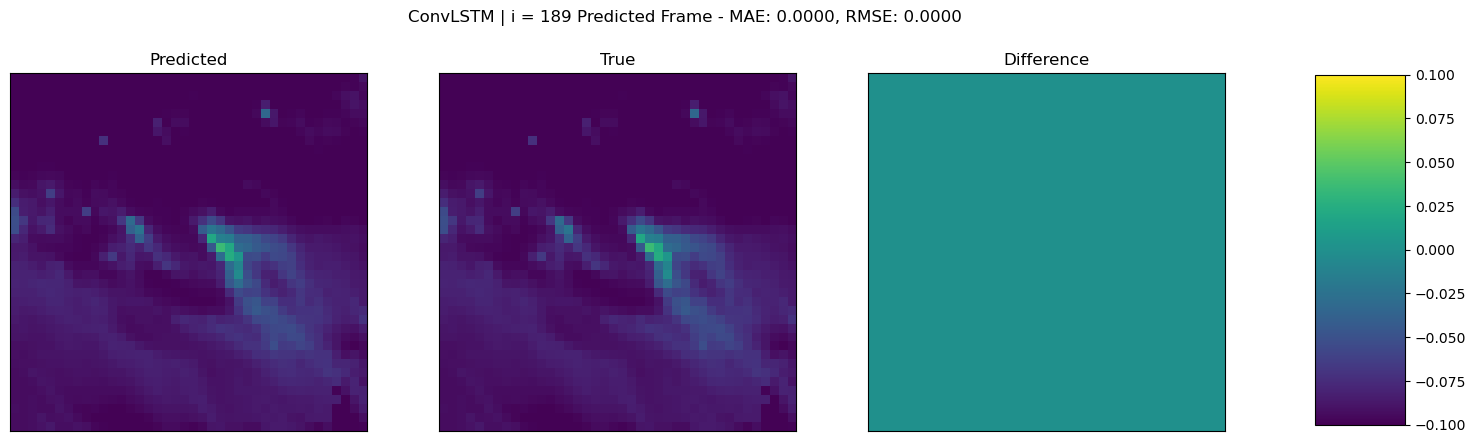 ConvLSTM | i = 189 Predicted Frame - MAE: 0.0000, RMSE: 0.0000
Predicted
True
Difference
0.100
0.075
0.050
0.025
0.000
−0.025
−0.050
−0.075
−0.100